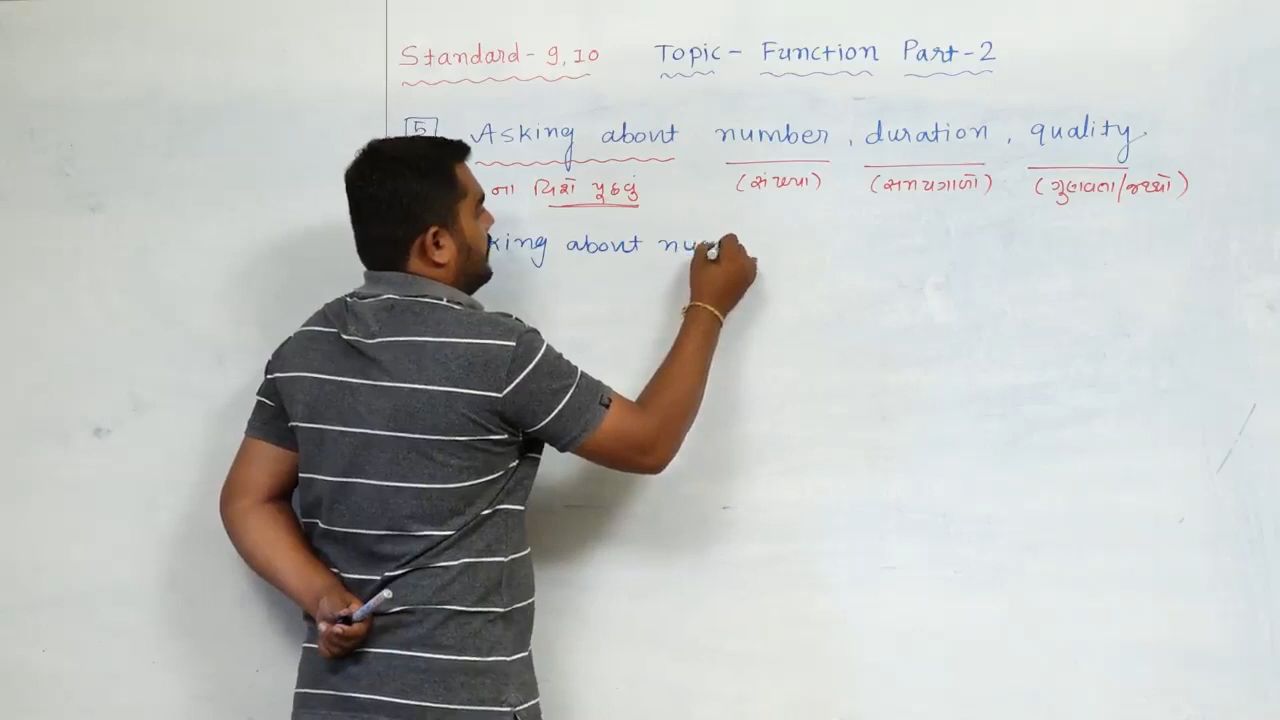 Standard - 9, 10 Topic - Function Part - 2
5 Asking about number, duration, quality.
ના વિશે પૂછવું (સંખ્યા) (સમયગાળો) (ગુણવત્તા/જથ્થો)
king about nu